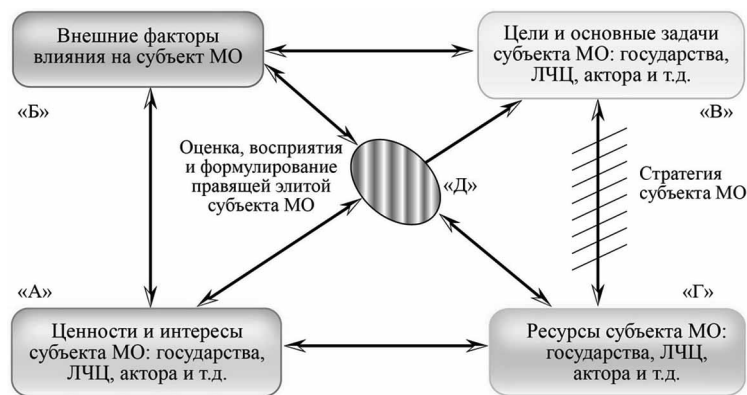 Внешние факторы
влияния на субъект МО
Цели и основные задачи
субъекта МО: государства,
ЛЧЦ, актора и т.д.
«Б»
«В»
Оценка, восприятия
и формулирование
правящей элитой
субъекта МО
«Д»
Стратегия
субъекта МО
«А»
«Г»
Ценности и интересы
субъекта МО: государства,
ЛЧЦ, актора и т.д.
Ресурсы субъекта МО:
государства, ЛЧЦ,
актора и т.д.